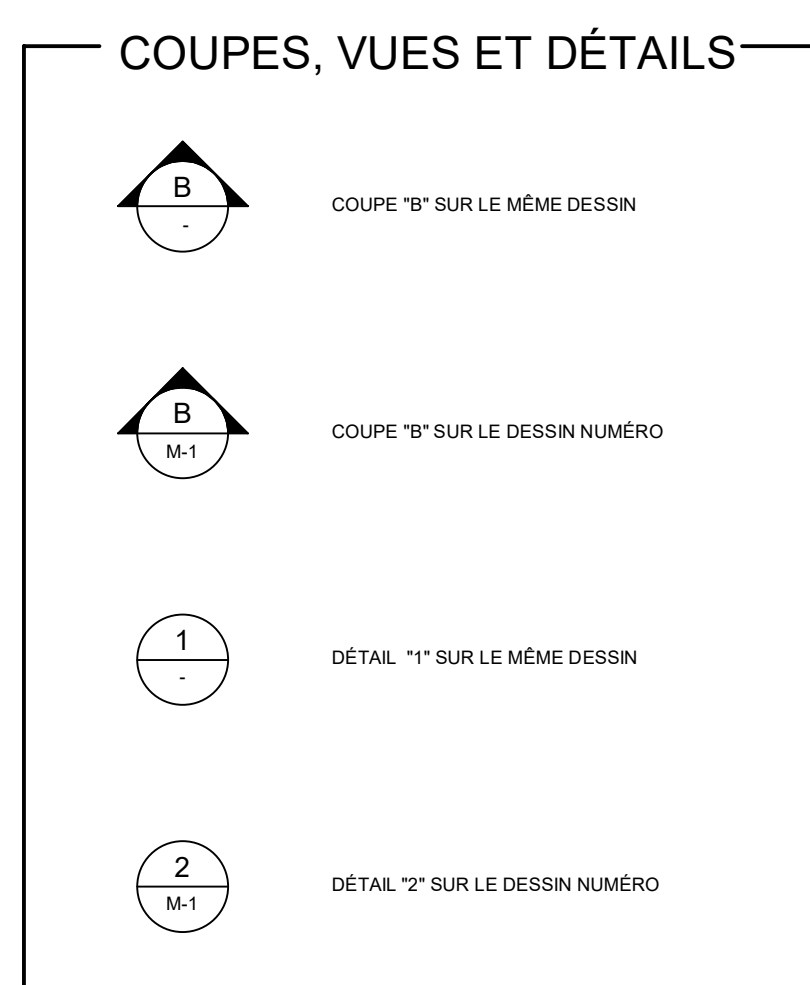 COUPES, VUES ET DÉTAILS
B
-
COUPE "B" SUR LE MÊME DESSIN
B
M-1
COUPE "B" SUR LE DESSIN NUMÉRO
1
-
DÉTAIL "1" SUR LE MÊME DESSIN
2
M-1
DÉTAIL "2" SUR LE DESSIN NUMÉRO